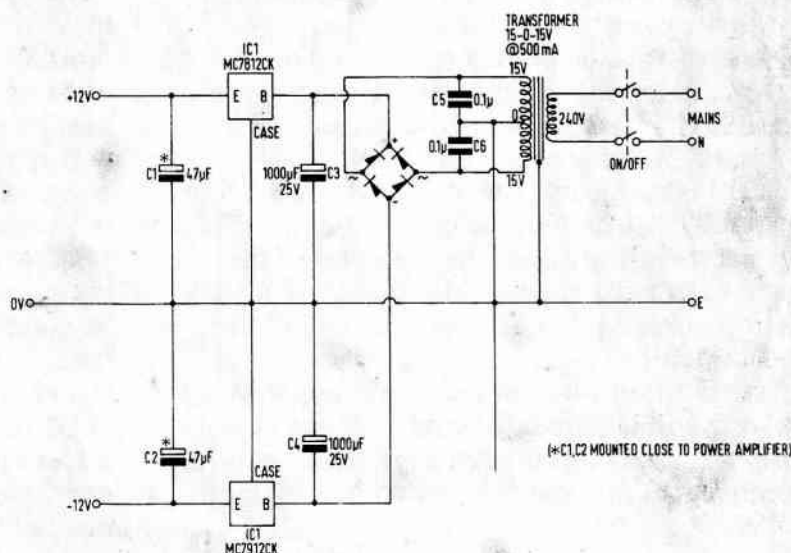 TRANSFORMER
15-0-15V
@500mA
IC1
MC7812CK
+12V
E B
CASE
*
C1
47µF
1000µF
25V
C3
15V
C5
0.1µ
0
0.1µ
C6
15V
240V
ON/OFF
L
MAINS
N
+
~
~
-
0V
E
*
C2
47µF
C4
1000µF
25V
(*C1,C2 MOUNTED CLOSE TO POWER AMPLIFIER)
CASE
-12V
E B
IC1
MC7912CK